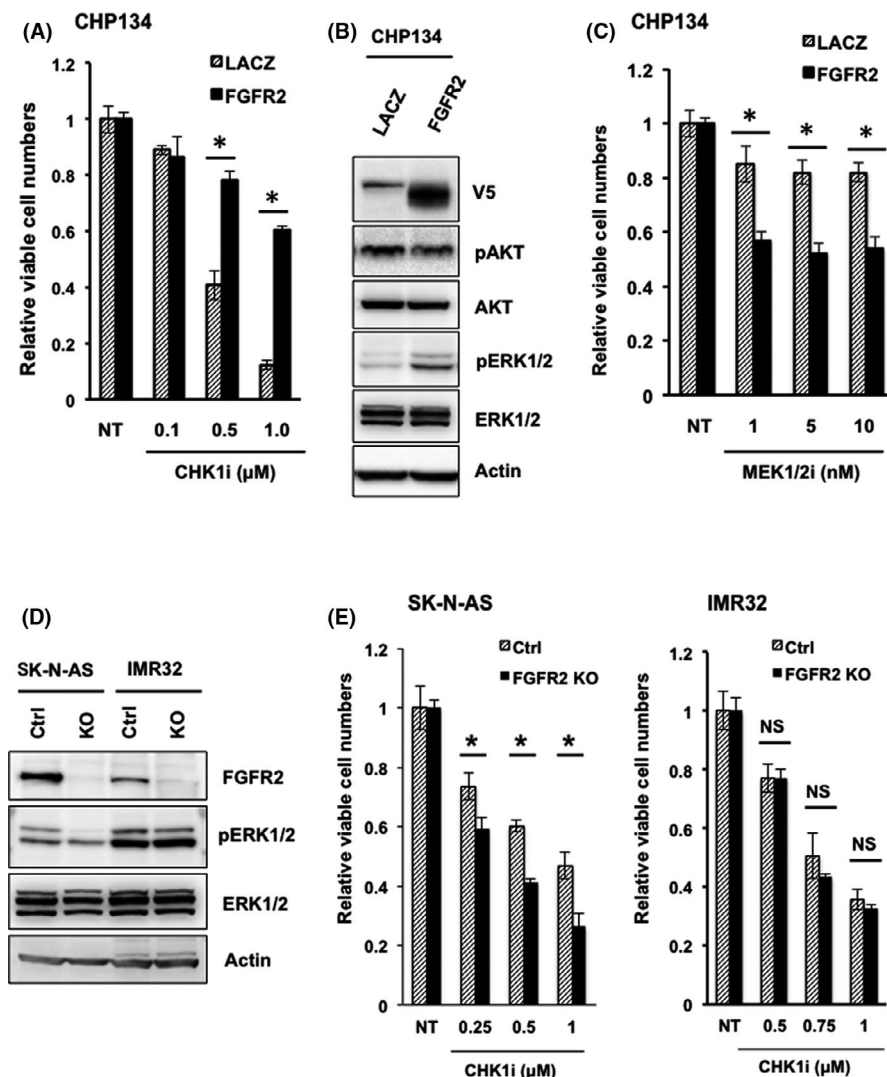 (A) CHP134
LACZ
FGFR2
Relative viable cell numbers
1.2
1
0.8
0.6
0.4
0.2
0
*
*
NT 0.1 0.5 1.0
CHK1i (µM)
(B)
CHP134
LACZ
FGFR2
V5
pAKT
AKT
pERK1/2
ERK1/2
Actin
(C) CHP134
LACZ
FGFR2
Relative viable cell numbers
1.2
1
0.8
0.6
0.4
0.2
0
* * *
NT 1 5 10
MEK1/2i (nM)
(D)
SK-N-AS IMR32
Ctrl KO Ctrl KO
FGFR2
pERK1/2
ERK1/2
Actin
(E)
SK-N-AS
Ctrl
FGFR2 KO
Relative viable cell numbers
1.2
1
0.8
0.6
0.4
0.2
0
* * *
NT 0.25 0.5 1
CHK1i (µM)
IMR32
Ctrl
FGFR2 KO
Relative viable cell numbers
1.2
1
0.8
0.6
0.4
0.2
0
NS
NS
NS
NT 0.5 0.75 1
CHK1i (µM)